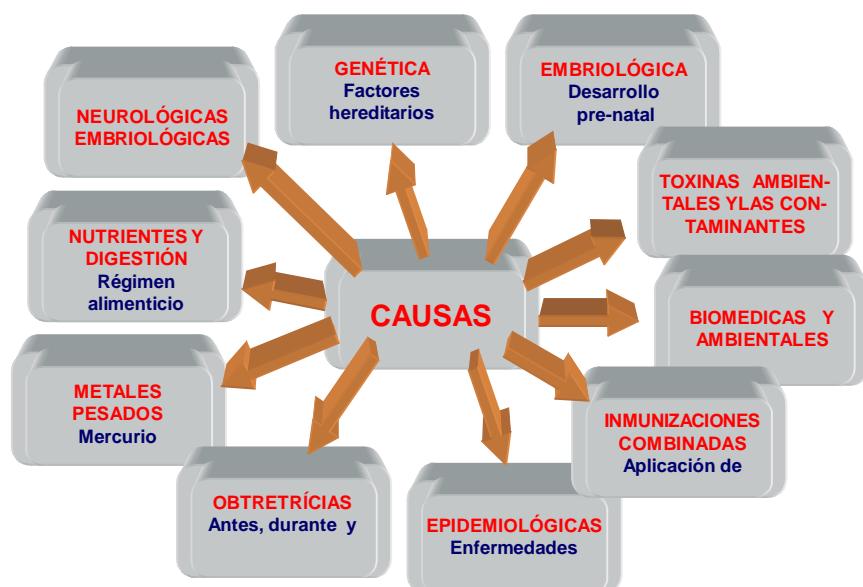 GENÉTICA
Factores
hereditarios
EMBRIOLÓGICA
Desarrollo
pre-natal
NEUROLÓGICAS
EMBRIOLÓGICAS
TOXINAS AMBIEN-
TALES YLAS CON-
TAMINANTES
NUTRIENTES Y
DIGESTIÓN
Régimen
alimenticio
CAUSAS
BIOMEDICAS Y
AMBIENTALES
METALES
PESADOS
Mercurio
INMUNIZACIONES
COMBINADAS
Aplicación de
OBTRETRÍCIAS
Antes, durante y
EPIDEMIOLÓGICAS
Enfermedades